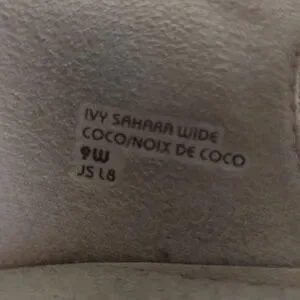 IVY SAHARA WIDE
COCO/NOIX DE COCO
9W
JS L8